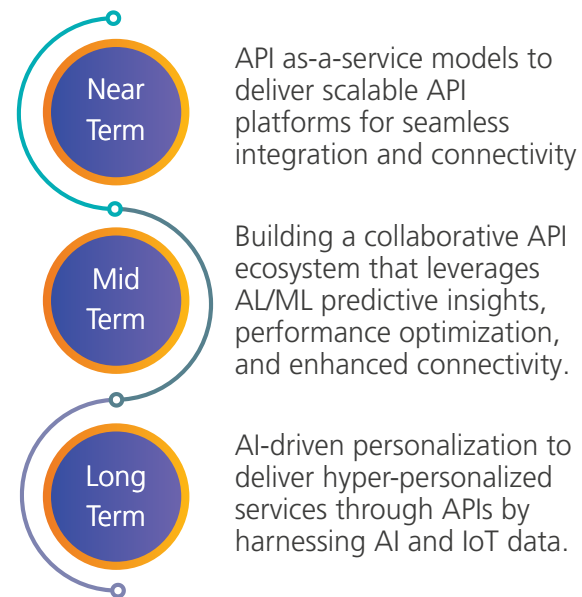 Near
Term
API as-a-service models to
deliver scalable API
platforms for seamless
integration and connectivity
Mid
Term
Building a collaborative API
ecosystem that leverages
AL/ML predictive insights,
performance optimization,
and enhanced connectivity.
Long
Term
AI-driven personalization to
deliver hyper-personalized
services through APIs by
harnessing AI and IoT data.